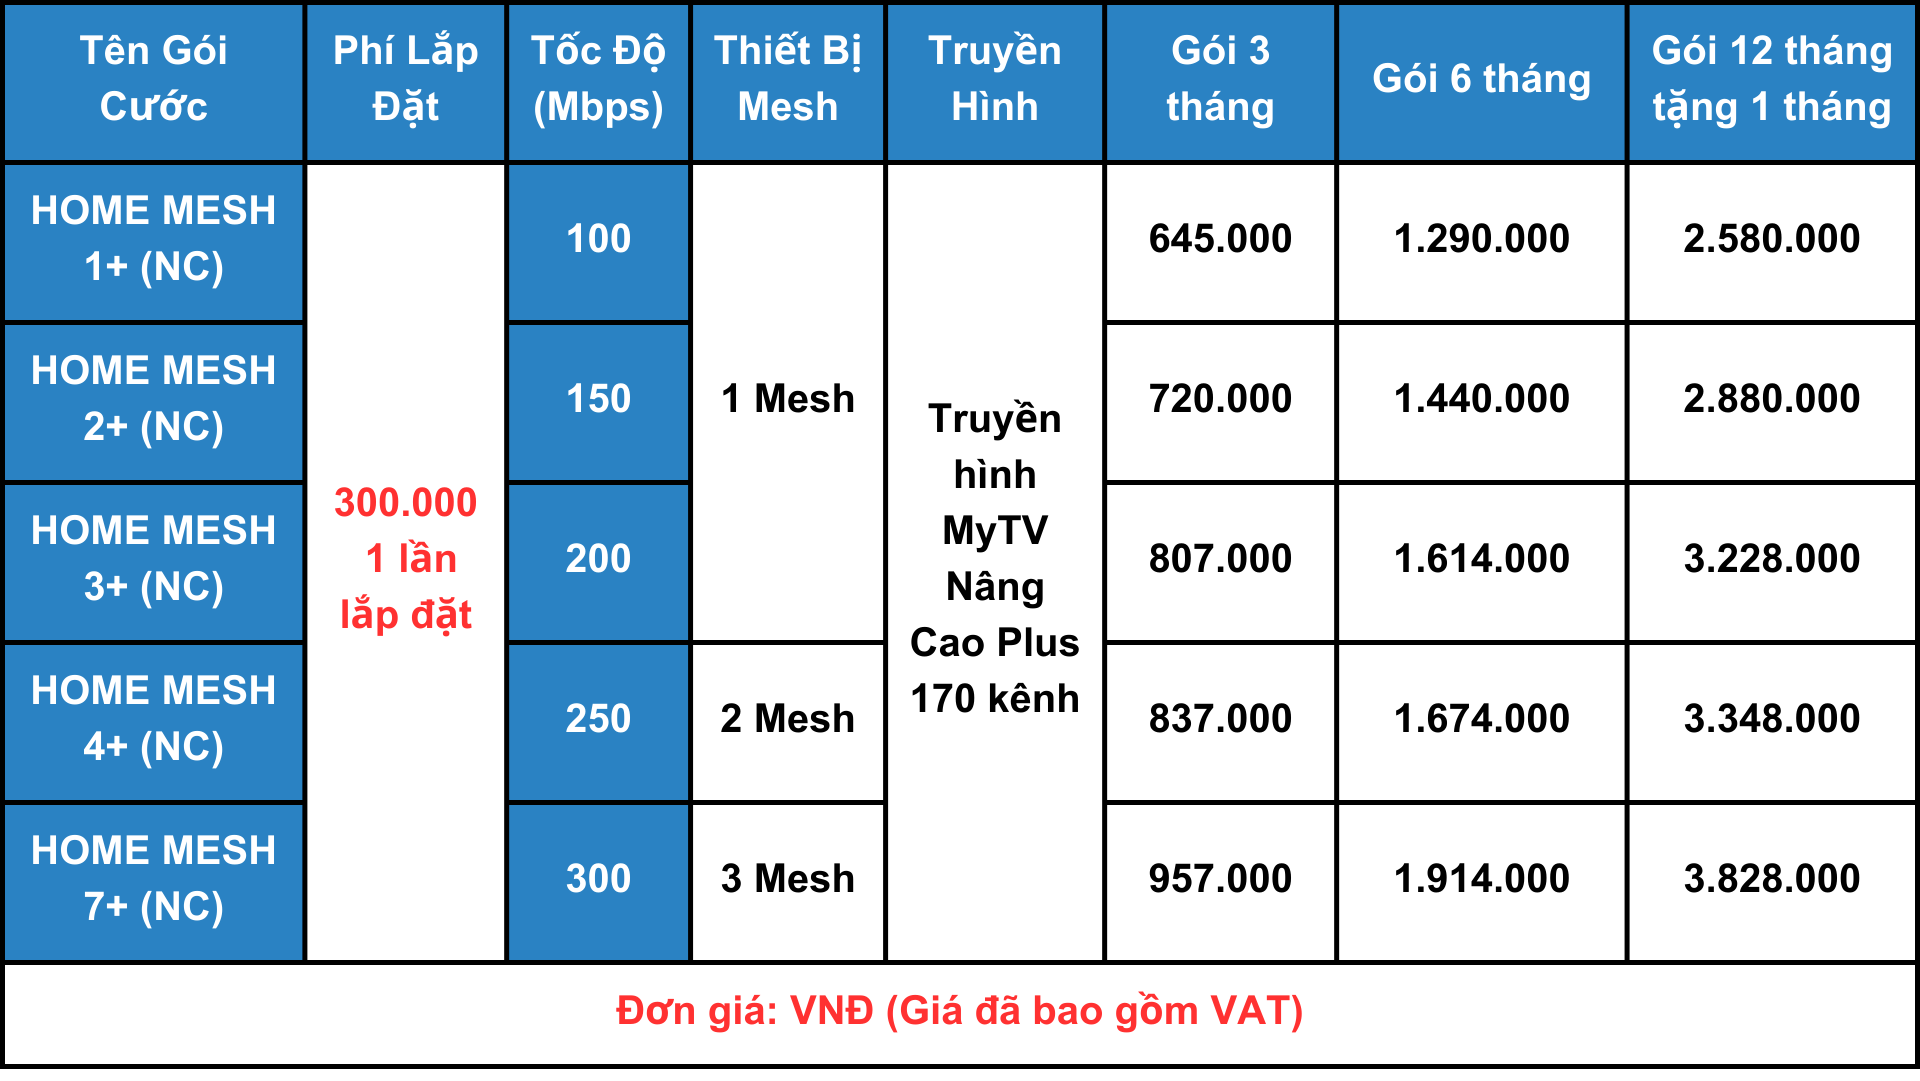 Tên Gói
Cước
Phí Lắp
Đặt
Tốc Độ
(Mbps)
Thiết Bị
Mesh
Truyền
Hình
Gói 3
tháng
Gói 6 tháng
Gói 12 tháng
tặng 1 tháng
HOME MESH
1+ (NC)
100
645.000
1.290.000
2.580.000
HOME MESH
2+ (NC)
150
1 Mesh
720.000
1.440.000
2.880.000
HOME MESH
3+ (NC)
300.000
1 lần
lắp đặt
200
Truyền
hình
MyTV
Nâng
Cao Plus
170 kênh
807.000
1.614.000
3.228.000
HOME MESH
4+ (NC)
250
2 Mesh
837.000
1.674.000
3.348.000
HOME MESH
7+ (NC)
300
3 Mesh
957.000
1.914.000
3.828.000
Đơn giá: VNĐ (Giá đã bao gồm VAT)